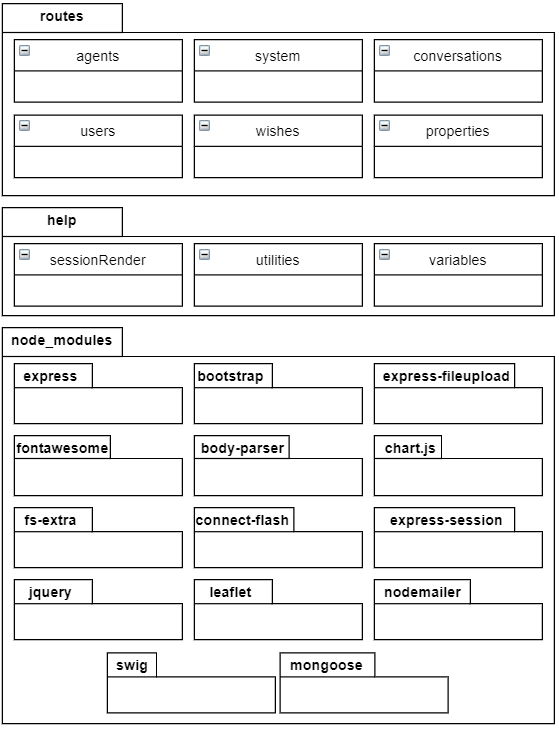 routes
agents system conversations
users wishes properties
help
sessionRender utilities variables
node_modules
express bootstrap express-fileupload
fontawesome body-parser chart.js
fs-extra connect-flash express-session
jquery leaflet nodemailer
swig mongoose